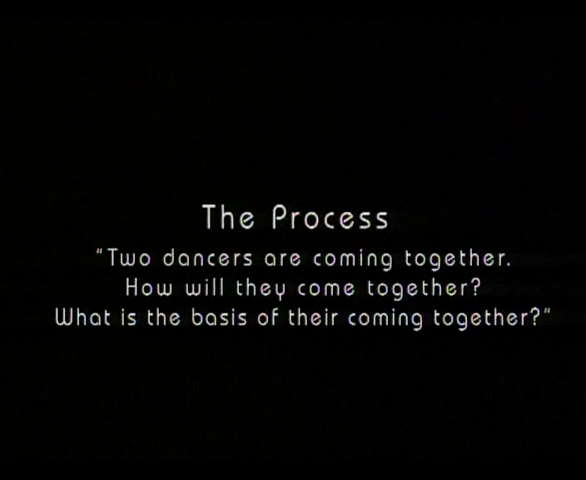 The Process
"Two dancers are coming together.
How will they come together?
What is the basis of their coming together?"